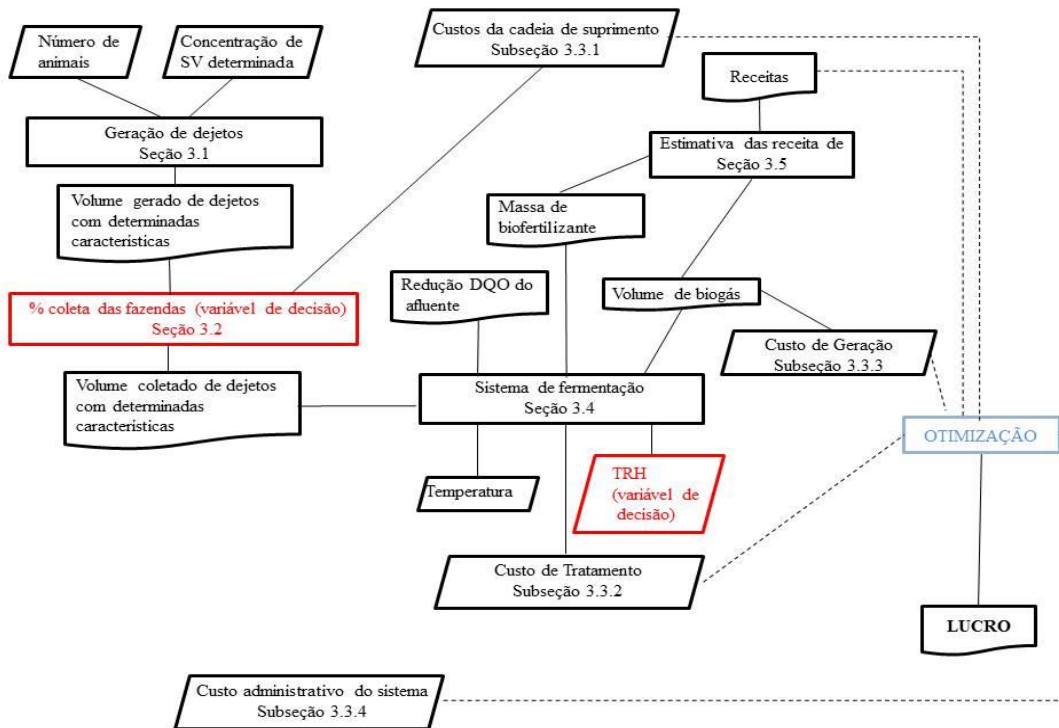 Número de
animais
Concentração de
SV determinada
Custos da cadeia de suprimento
Subseção 3.3.1
Receitas
Geração de dejetos
Seção 3.1
Estimativa das receita de
Seção 3.5
Volume gerado de dejetos
com determinadas
caracteristicas
Massa de
biofertilizante
Redução DQO do
afluente
Volume de biogás
% coleta das fazendas (variável de decisão)
Seção 3.2
Custo de Geração
Subseção 3.3.3
Volume coletado de dejetos
com determinadas
características
Sistema de fermentação
Seção 3.4
OTIMIZAÇÃO
Temperatura
TRH
(variável de
decisão)
Custo de Tratamento
Subseção 3.3.2
LUCRO
Custo administrativo do sistema
Subseção 3.3.4